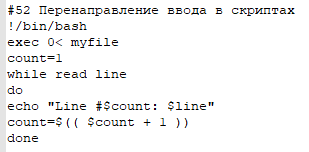 #52 Перенаправление ввода в скриптах
!/bin/bash
exec 0< myfile
count=1
while read line
do
echo "Line #$count: $line"
count=$(( $count + 1 ))
done